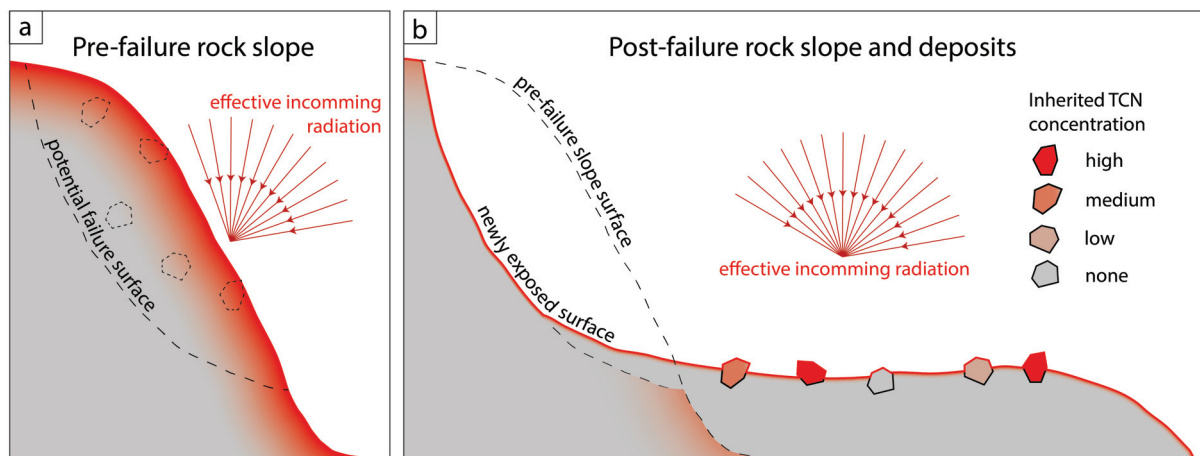 a
Pre-failure rock slope
effective incomming
radiation
potential failure surface
b
Post-failure rock slope and deposits
pre-failure slope surface
newly exposed surface
effective incomming radiation
Inherited TCN
concentration
high
medium
low
none